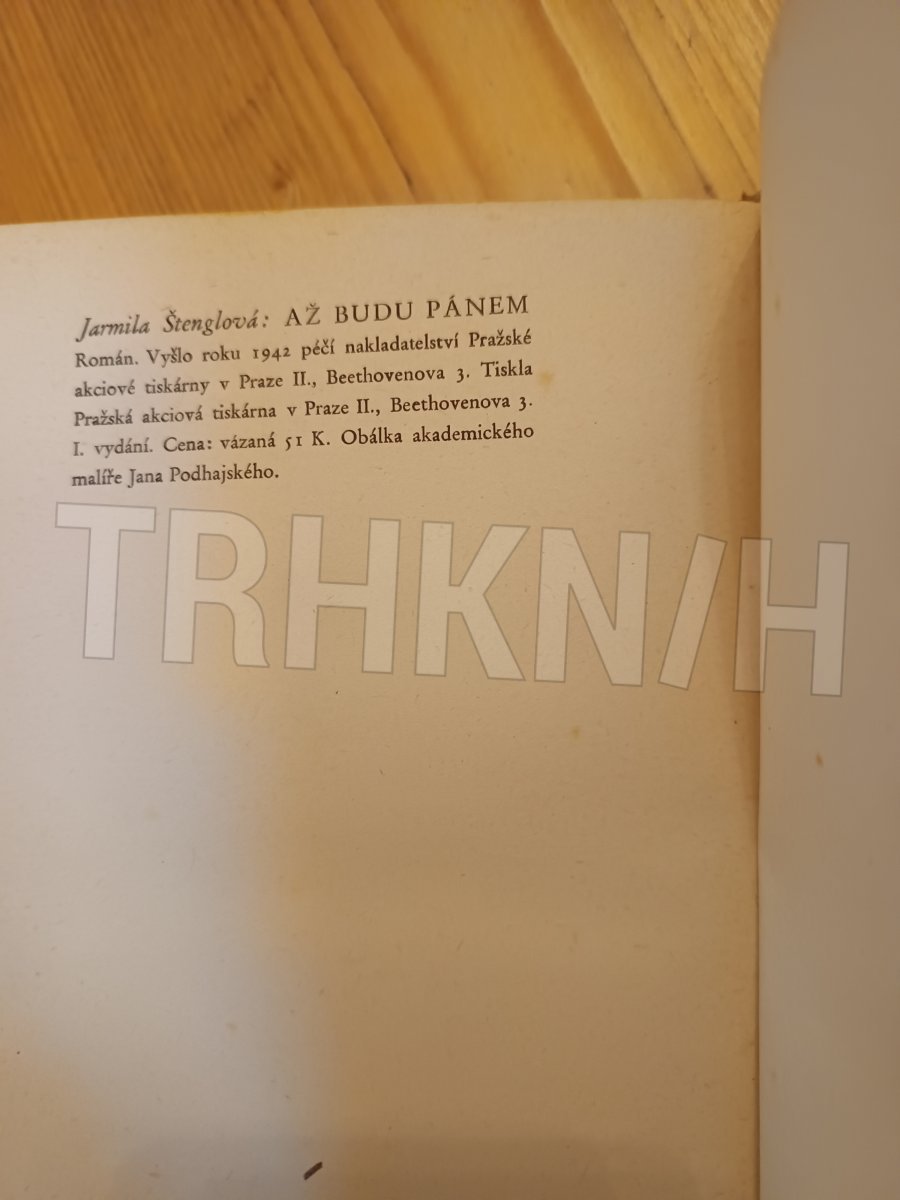 Jarmila Štenglová: AŽ BUDU PÁNEM
Román. Vyšlo roku 1942 péčí nakladatelství Pražské
akciové tiskárny v Praze II., Beethovenova 3. Tiskla
Pražská akciová tiskárna v Praze II., Beethovenova 3.
I. vydání. Cena: vázaná 51 K. Obálka akademického
malíře Jana Podhajského.
TRHKN/H